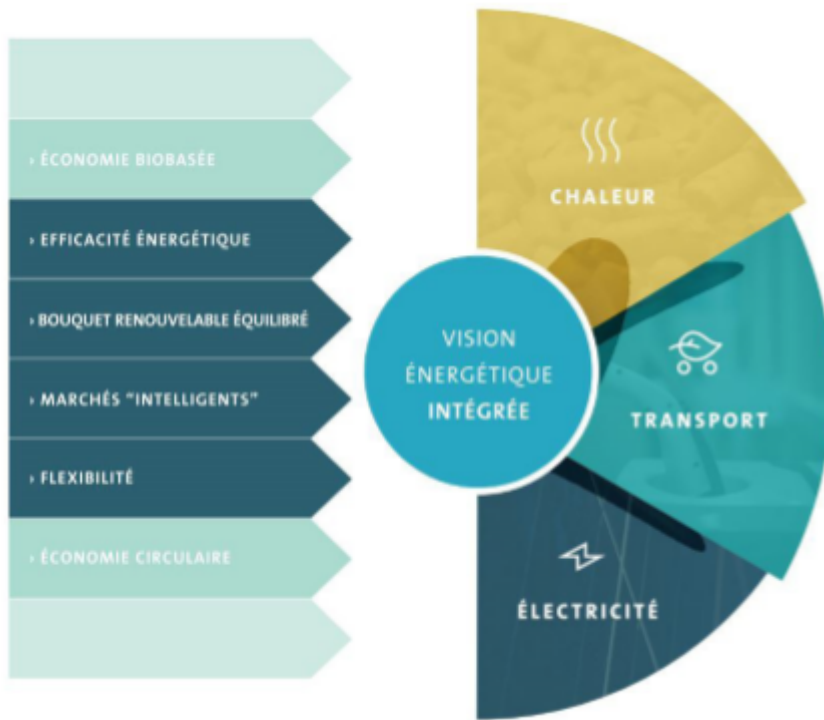 › ÉCONOMIE BIOBASÉE
› EFFICACITÉ ÉNERGÉTIQUE
› BOUQUET RENOUVELABLE ÉQUILIBRÉ
› MARCHÉS “INTELLIGENTS”
› FLEXIBILITÉ
› ÉCONOMIE CIRCULAIRE
VISION
ÉNERGÉTIQUE
INTÉGRÉE
CHALEUR
TRANSPORT
ÉLECTRICITÉ